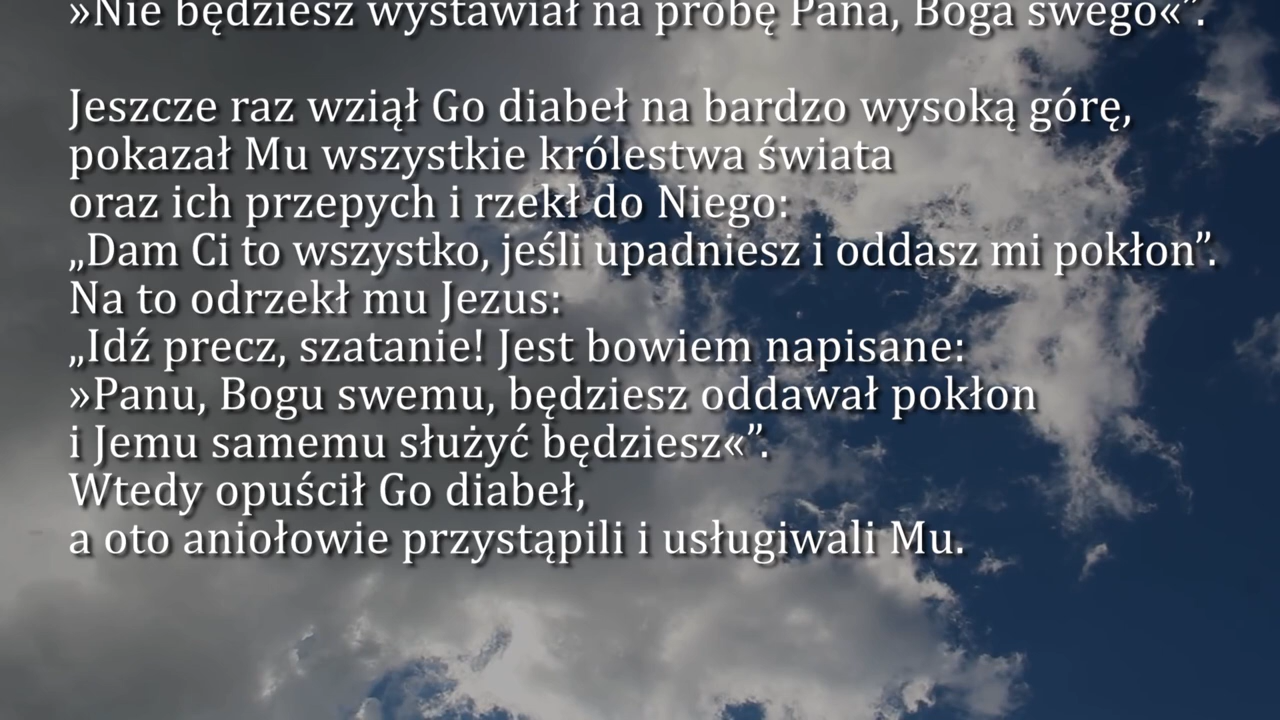 »Nie będziesz wystawiał na próbę Pana, Boga swego«”.
Jeszcze raz wziął Go diabeł na bardzo wysoką górę,
pokazał Mu wszystkie królestwa świata
oraz ich przepych i rzekł do Niego:
„Dam Ci to wszystko, jeśli upadniesz i oddasz mi pokłon”.
Na to odrzekł mu Jezus:
„Idź precz, szatanie! Jest bowiem napisane:
»Panu, Bogu swemu, będziesz oddawał pokłon
i Jemu samemu służyć będziesz«”.
Wtedy opuścił Go diabeł,
a oto aniołowie przystąpili i usługiwali Mu.